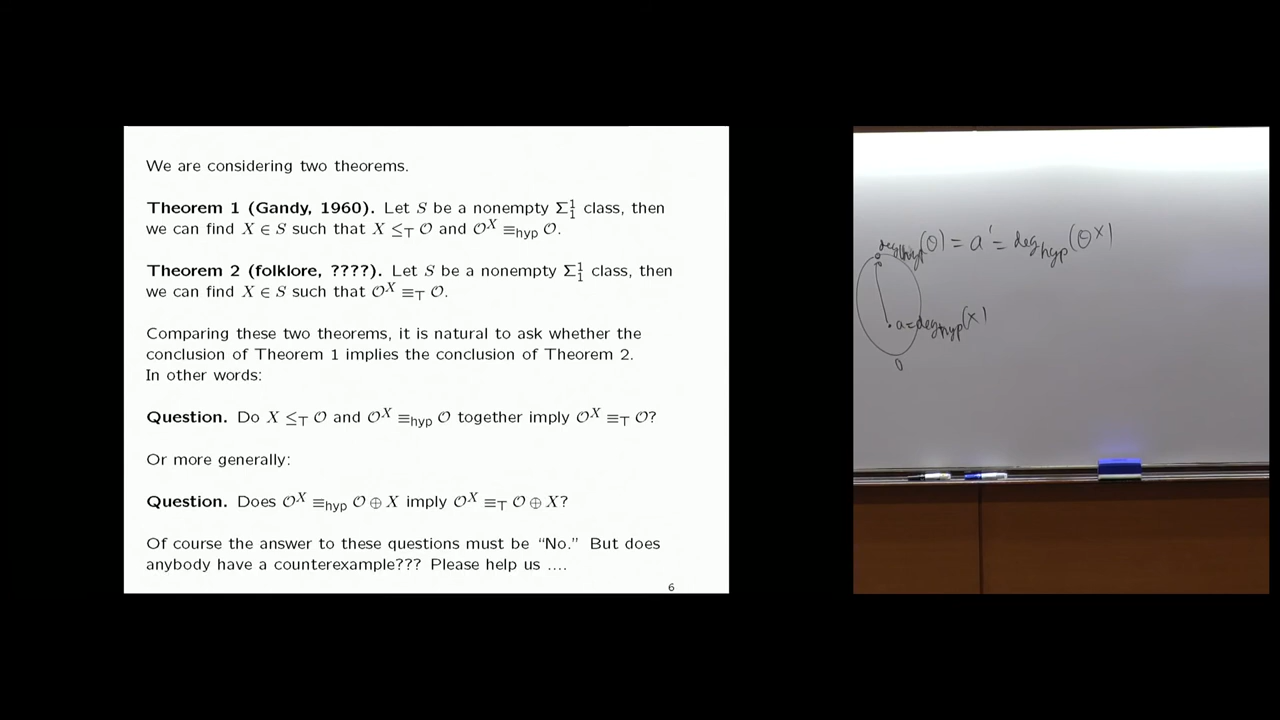 We are considering two theorems.
Theorem 1 (Gandy, 1960). Let S be a nonempty Σ¹₁ class, then
we can find X ∈ S such that X ≤_T 𝒪 and 𝒪^X ≡_hyp 𝒪.
Theorem 2 (folklore, ????). Let S be a nonempty Σ¹₁ class, then
we can find X ∈ S such that 𝒪^X ≡_T 𝒪.
Comparing these two theorems, it is natural to ask whether the
conclusion of Theorem 1 implies the conclusion of Theorem 2.
In other words:
Question. Do X ≤_T 𝒪 and 𝒪^X ≡_hyp 𝒪 together imply 𝒪^X ≡_T 𝒪?
Or more generally:
Question. Does 𝒪^X ≡_hyp 𝒪 ⊕ X imply 𝒪^X ≡_T 𝒪 ⊕ X?
Of course the answer to these questions must be “No.” But does
anybody have a counterexample??? Please help us ....
6
(𝒪) = a' = deg_hyp(𝒪^X)
a = deg_hyp(X)
0